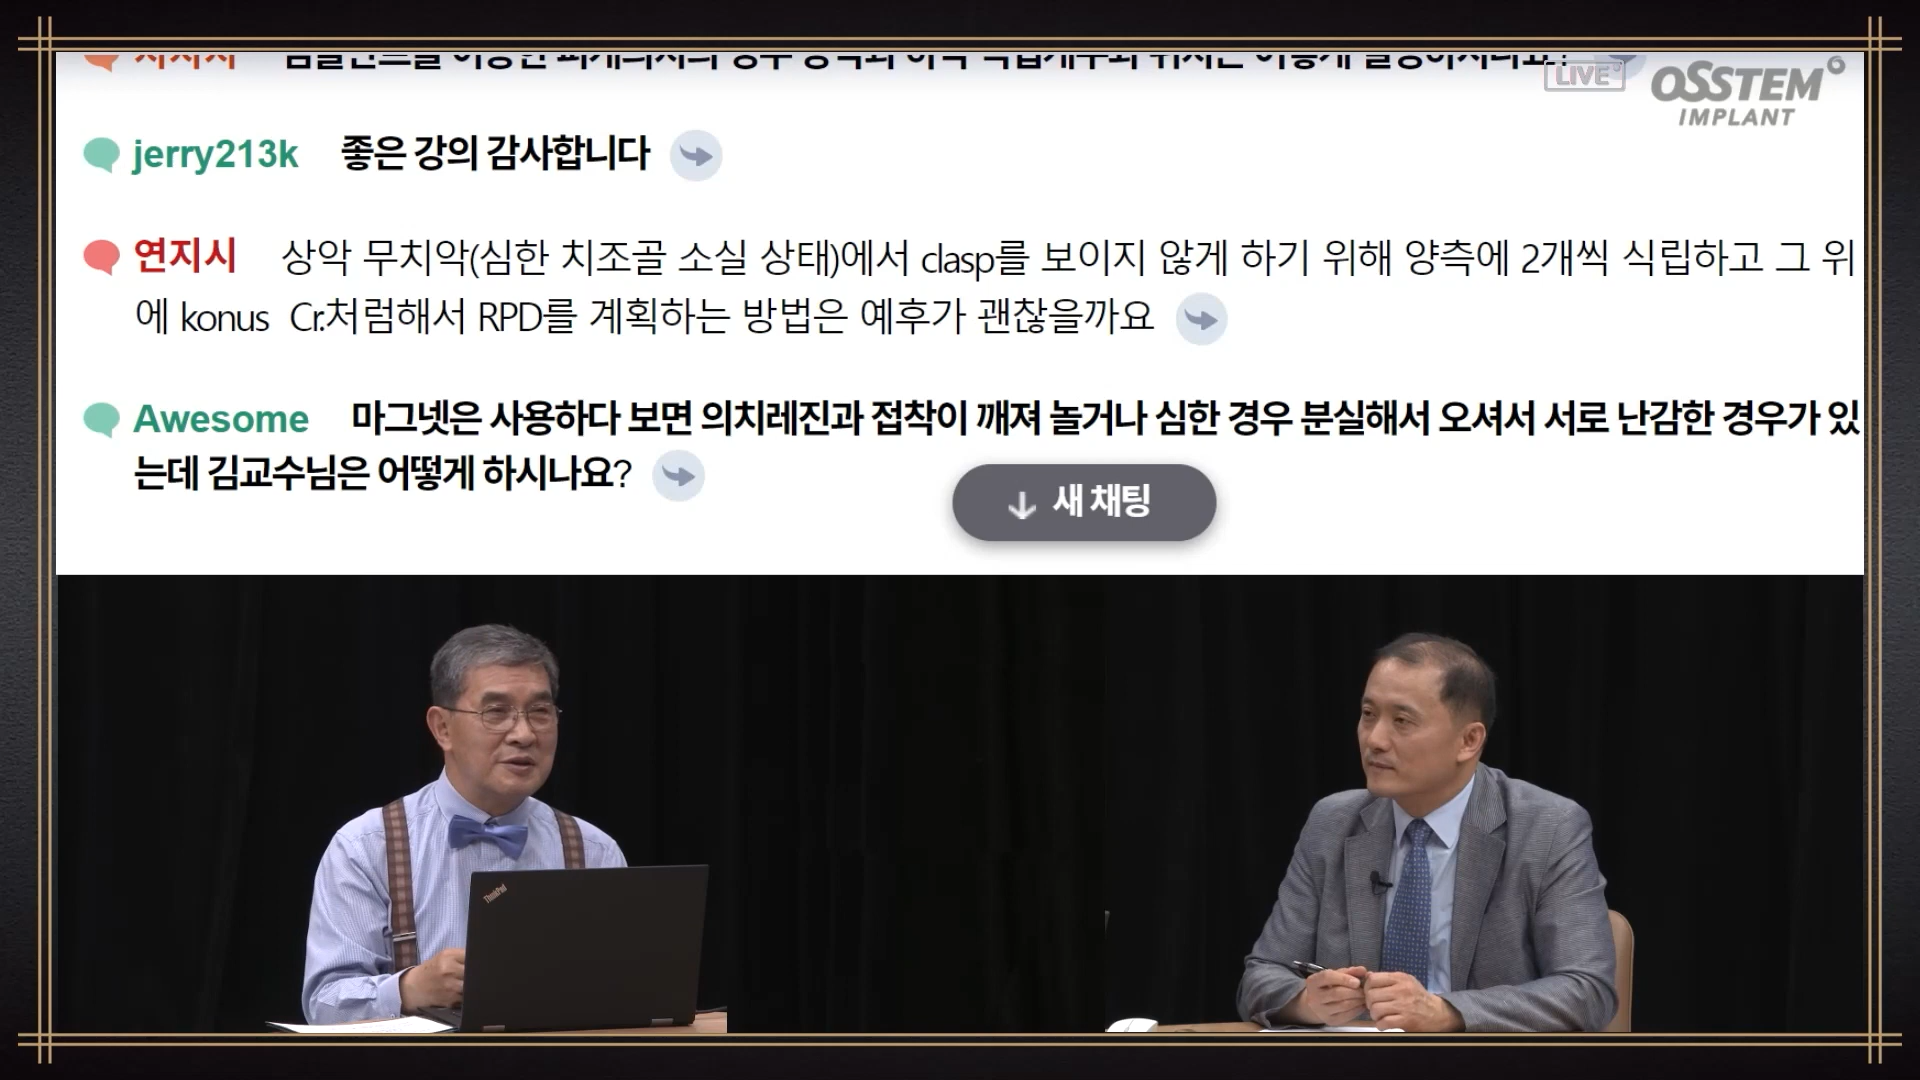 LIVE
OSSTEM
IMPLANT
jerry213k 좋은 강의 감사합니다
연지시 상악 무치악(심한 치조골 소실 상태)에서 clasp를 보이지 않게 하기 위해 양측에 2개씩 식립하고 그 위
에 konus Cr.처럼해서 RPD를 계획하는 방법은 예후가 괜찮을까요
Awesome 마그넷은 사용하다 보면 의치레진과 접착이 깨져 놀거나 심한 경우 분실해서 오셔서 서로 난감한 경우가 있
는데 김교수님은 어떻게 하시나요?
↓ 새 채팅
ThinkPad